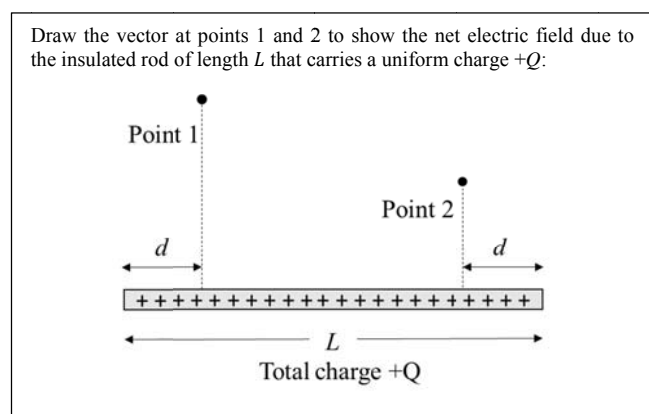 Draw the vector at points 1 and 2 to show the net electric field due to
the insulated rod of length L that carries a uniform charge +Q:
Point 1
Point 2
d
d
+ + + + + + + + + + + + + + + + + + + + + +
L
Total charge +Q